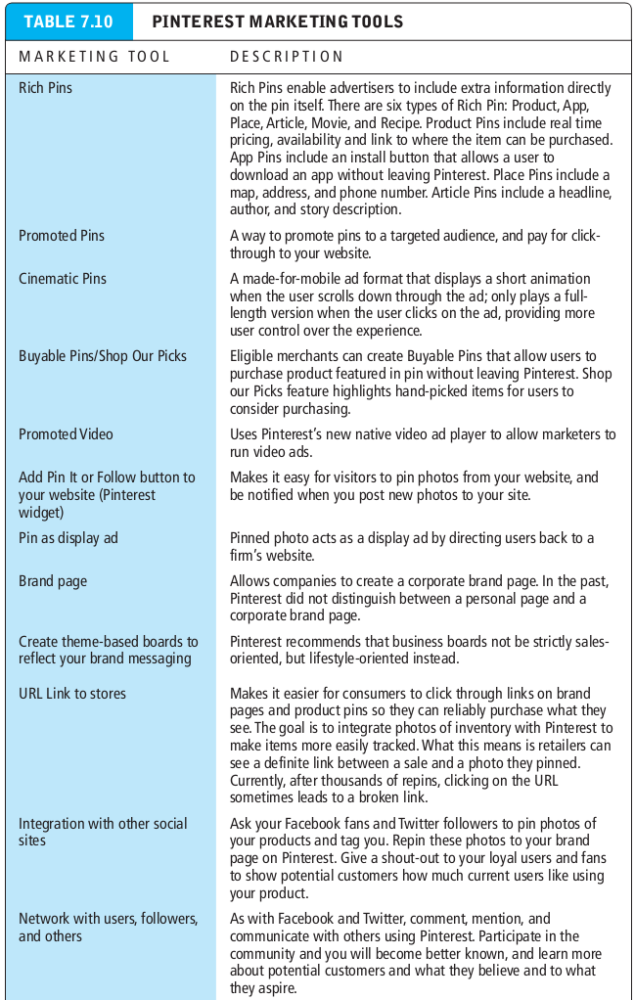 TABLE 7.10 PINTEREST MARKETING TOOLS
MARKETING TOOL DESCRIPTION
Rich Pins Rich Pins enable advertisers to include extra information directly
on the pin itself. There are six types of Rich Pin: Product, App,
Place, Article, Movie, and Recipe. Product Pins include real time
pricing, availability and link to where the item can be purchased.
App Pins include an install button that allows a user to
download an app without leaving Pinterest. Place Pins include a
map, address, and phone number. Article Pins include a headline,
author, and story description.
Promoted Pins A way to promote pins to a targeted audience, and pay for click-
through to your website.
Cinematic Pins A made-for-mobile ad format that displays a short animation
when the user scrolls down through the ad; only plays a full-
length version when the user clicks on the ad, providing more
user control over the experience.
Buyable Pins/Shop Our Picks Eligible merchants can create Buyable Pins that allow users to
purchase product featured in pin without leaving Pinterest. Shop
our Picks feature highlights hand-picked items for users to
consider purchasing.
Promoted Video Uses Pinterest's new native video ad player to allow marketers to
run video ads.
Add Pin It or Follow button to Makes it easy for visitors to pin photos from your website, and
your website (Pinterest be notified when you post new photos to your site.
widget)
Pin as display ad Pinned photo acts as a display ad by directing users back to a
firm's website.
Brand page Allows companies to create a corporate brand page. In the past,
Pinterest did not distinguish between a personal page and a
corporate brand page.
Create theme-based boards to Pinterest recommends that business boards not be strictly sales-
reflect your brand messaging oriented, but lifestyle-oriented instead.
URL Link to stores Makes it easier for consumers to click through links on brand
pages and product pins so they can reliably purchase what they
see. The goal is to integrate photos of inventory with Pinterest to
make items more easily tracked. What this means is retailers can
see a definite link between a sale and a photo they pinned.
Currently, after thousands of repins, clicking on the URL
sometimes leads to a broken link.
Integration with other social Ask your Facebook fans and Twitter followers to pin photos of
sites your products and tag you. Repin these photos to your brand
page on Pinterest. Give a shout-out to your loyal users and fans
to show potential customers how much current users like using
your product.
Network with users, followers, As with Facebook and Twitter, comment, mention, and
and others communicate with others using Pinterest. Participate in the
community and you will become better known, and learn more
about potential customers and what they believe and to what
they aspire.